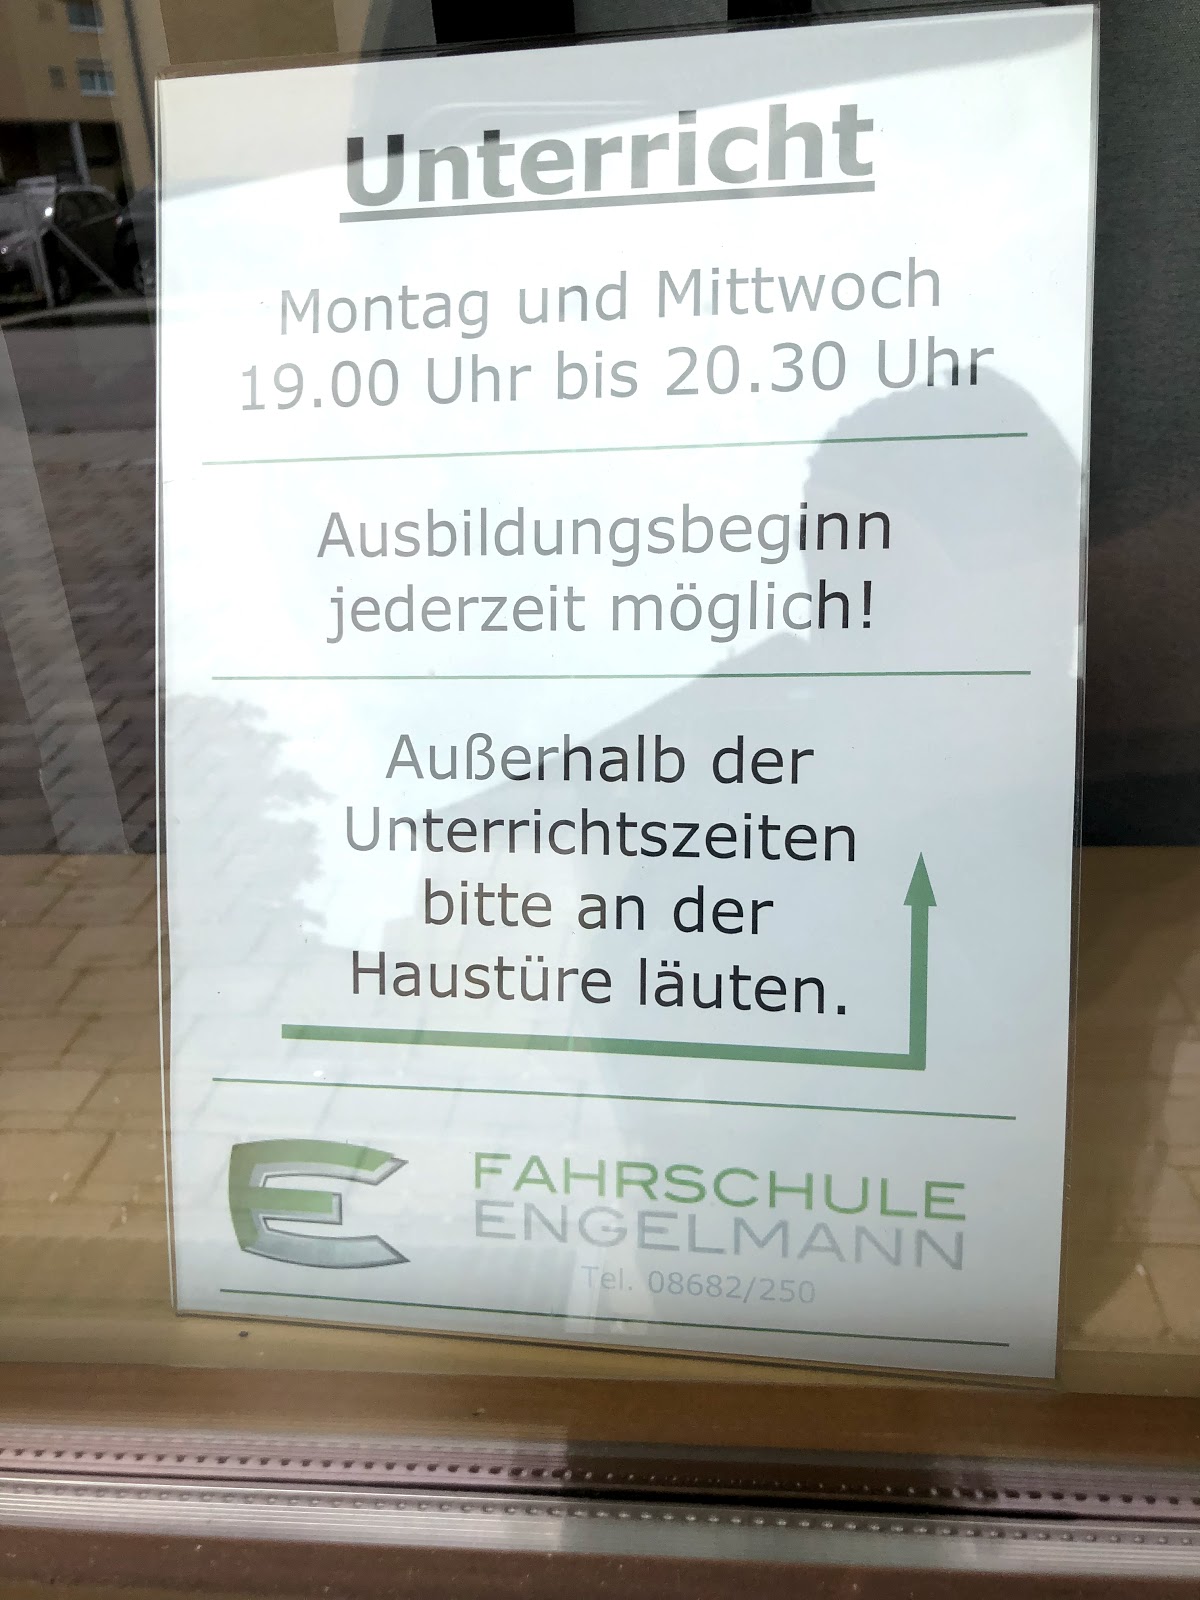 Unterricht
Montag und Mittwoch
19.00 Uhr bis 20.30 Uhr
Ausbildungsbeginn
jederzeit möglich!
Außerhalb der
Unterrichtszeiten
bitte an der
Haustüre läuten.
FAHRSCHULE
ENGELMANN
Tel. 08682/250